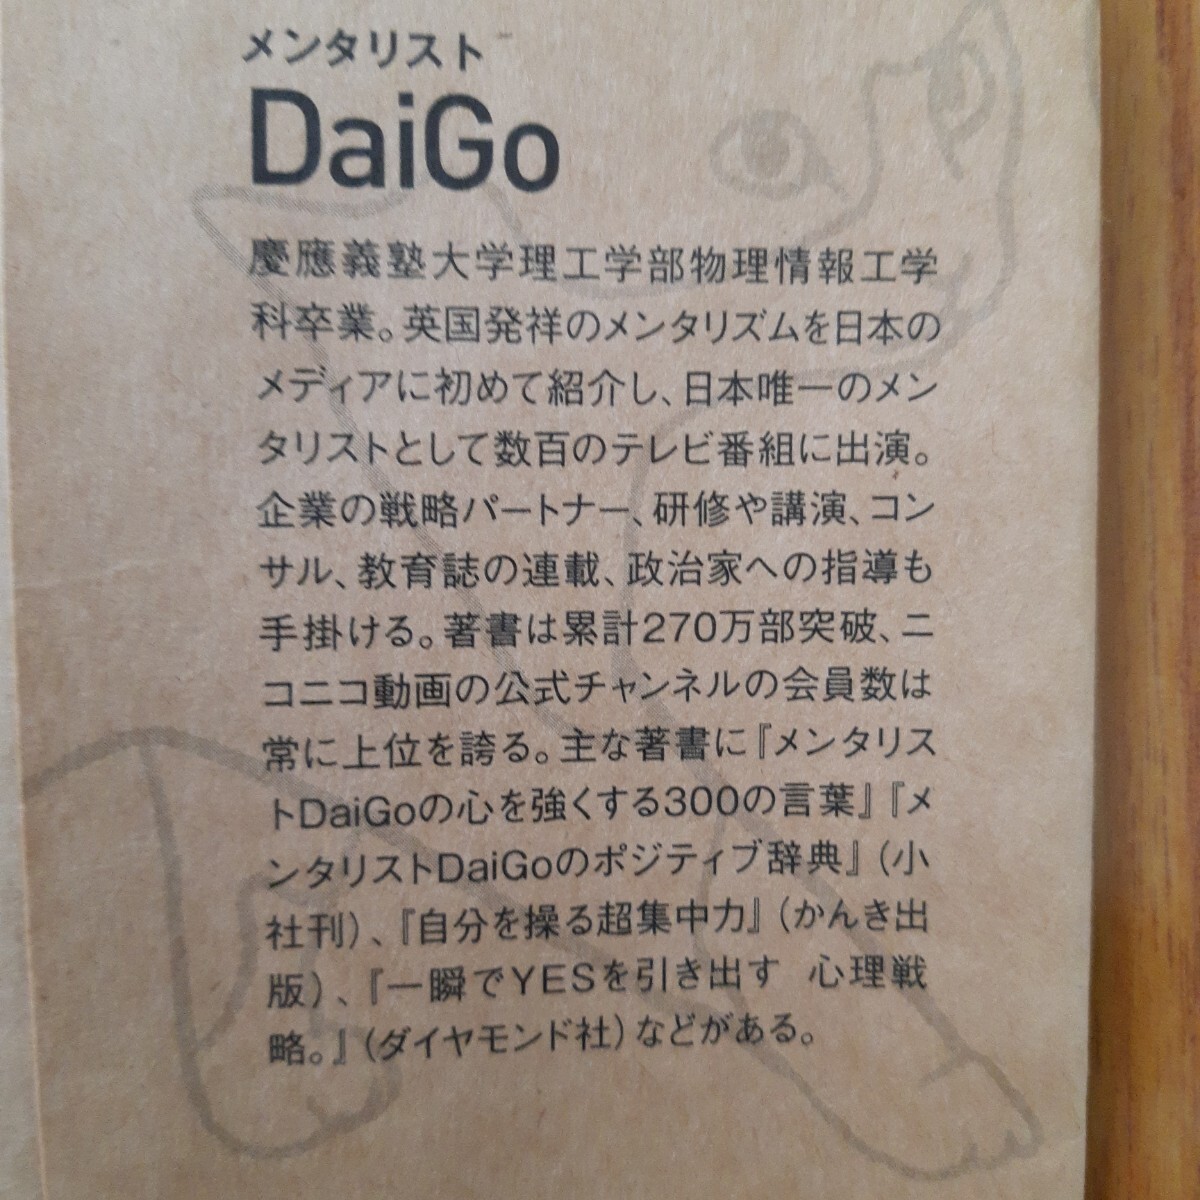 メンタリスト
DaiGo
慶應義塾大学理工学部物理情報工学
科卒業。英国発祥のメンタリズムを日本の
メディアに初めて紹介し、日本唯一のメン
タリストとして数百のテレビ番組に出演。
企業の戦略パートナー、研修や講演、コン
サル、教育誌の連載、政治家への指導も
手掛ける。著書は累計270万部突破、ニ
コニコ動画の公式チャンネルの会員数は
常に上位を誇る。主な著書に『メンタリス
トDaiGoの心を強くする300の言葉』『メ
ンタリストDaiGoのポジティブ辞典』（小
社刊）、『自分を操る超集中力』（かんき出
版）、『一瞬でYESを引き出す 心理戦
略。』（ダイヤモンド社）などがある。